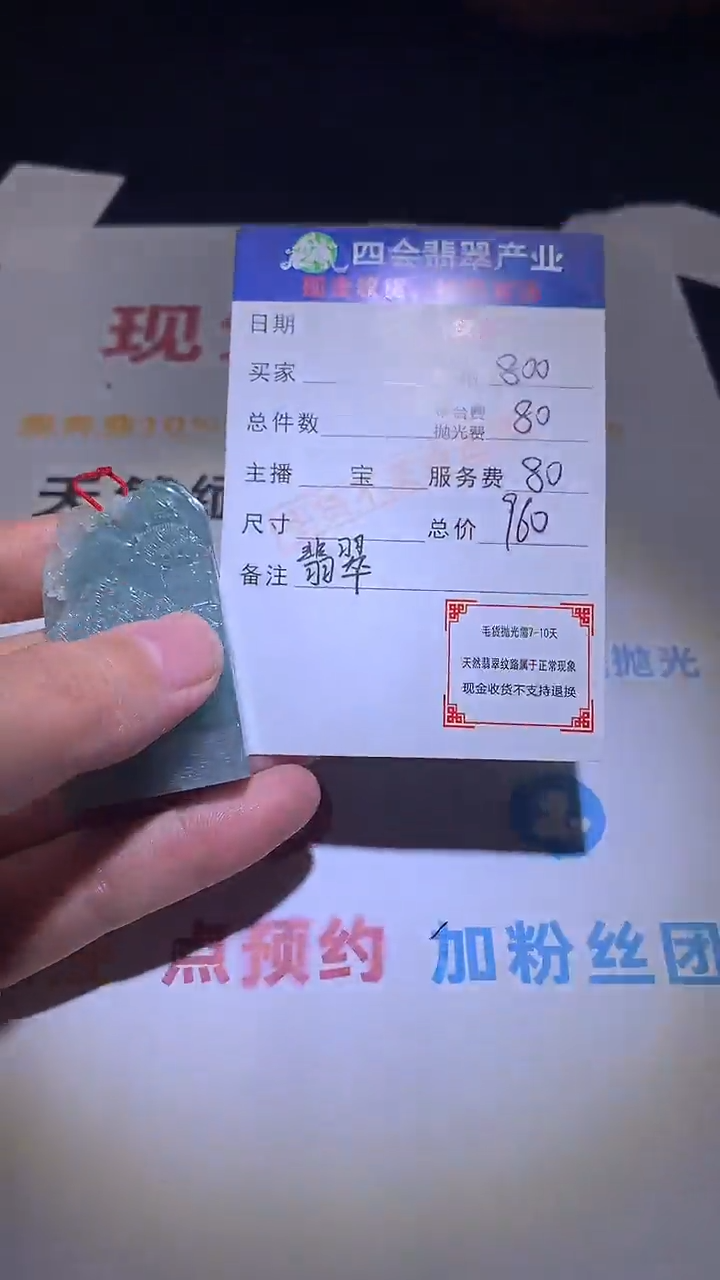 四会翡翠产业
日期
现
买家 800
总件数 80
抛光费
主播 宝 服务费 80
尺寸 总价 960
备注 翡翠
毛货抛光需7-10天
天然翡翠纹路属于正常现象
抛光
现金收货不支持退换
点预约 加粉丝团